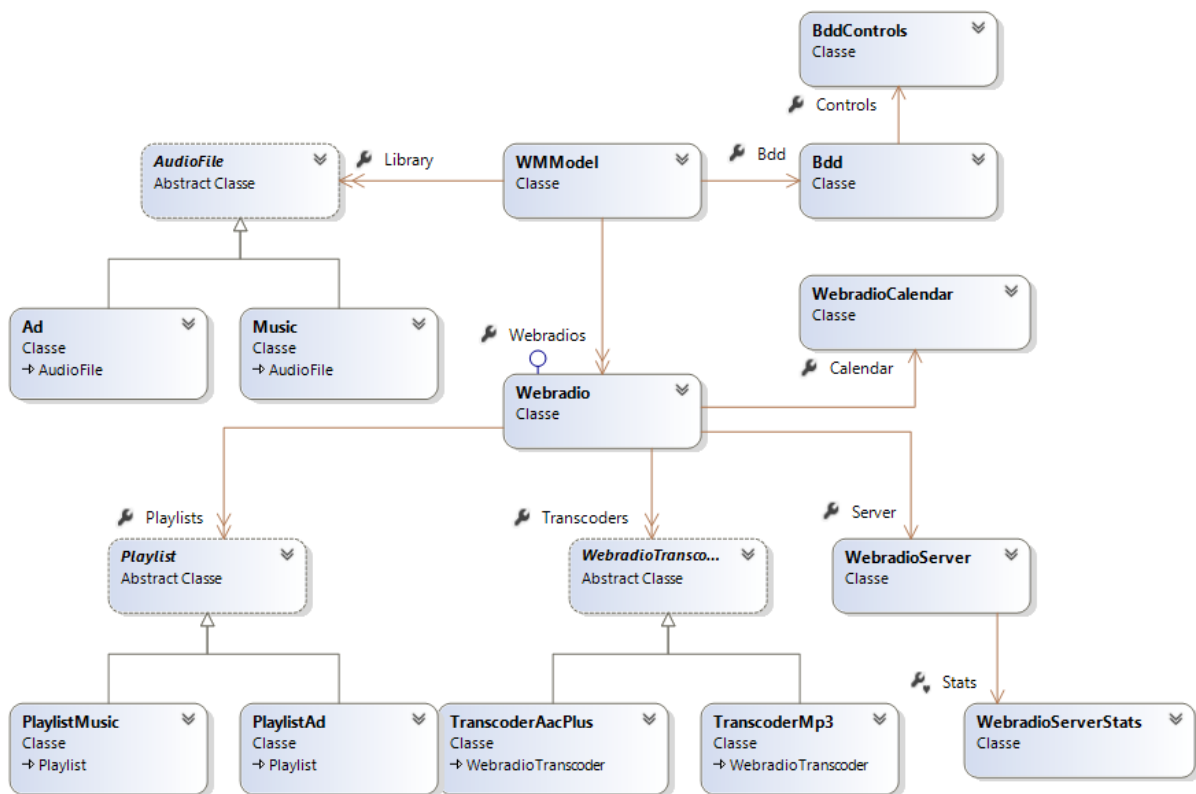 BddControls
Classe
Controls
AudioFile
Abstract Classe
Library
WMModel
Classe
Bdd
Bdd
Classe
WebradioCalendar
Classe
Ad
Classe
AudioFile
Music
Classe
AudioFile
Webradios
Calendar
Webradio
Classe
Playlists
Transcoders
Server
Playlist
Abstract Classe
WebradioTransco...
Abstract Classe
WebradioServer
Classe
Stats
PlaylistMusic
Classe
Playlist
PlaylistAd
Classe
Playlist
TranscoderAacPlus
Classe
WebradioTranscoder
TranscoderMp3
Classe
WebradioTranscoder
WebradioServerStats
Classe